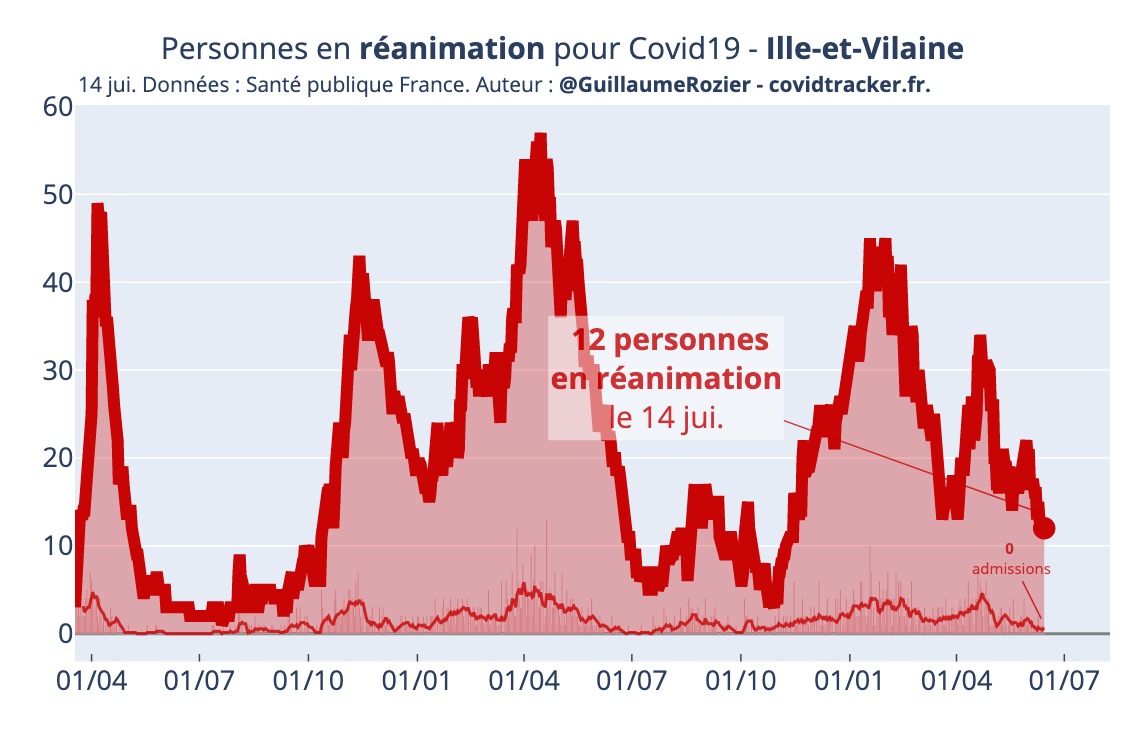 Personnes en réanimation pour Covid19 - Ille-et-Vilaine
14 jui. Données : Santé publique France. Auteur : @GuillaumeRozier - covidtracker.fr.
60
50
40
30
20
10
0
12 personnes
en réanimation
le 14 jui.
0
admissions
01/04 01/07 01/10 01/01 01/04 01/07 01/10 01/01 01/04 01/07